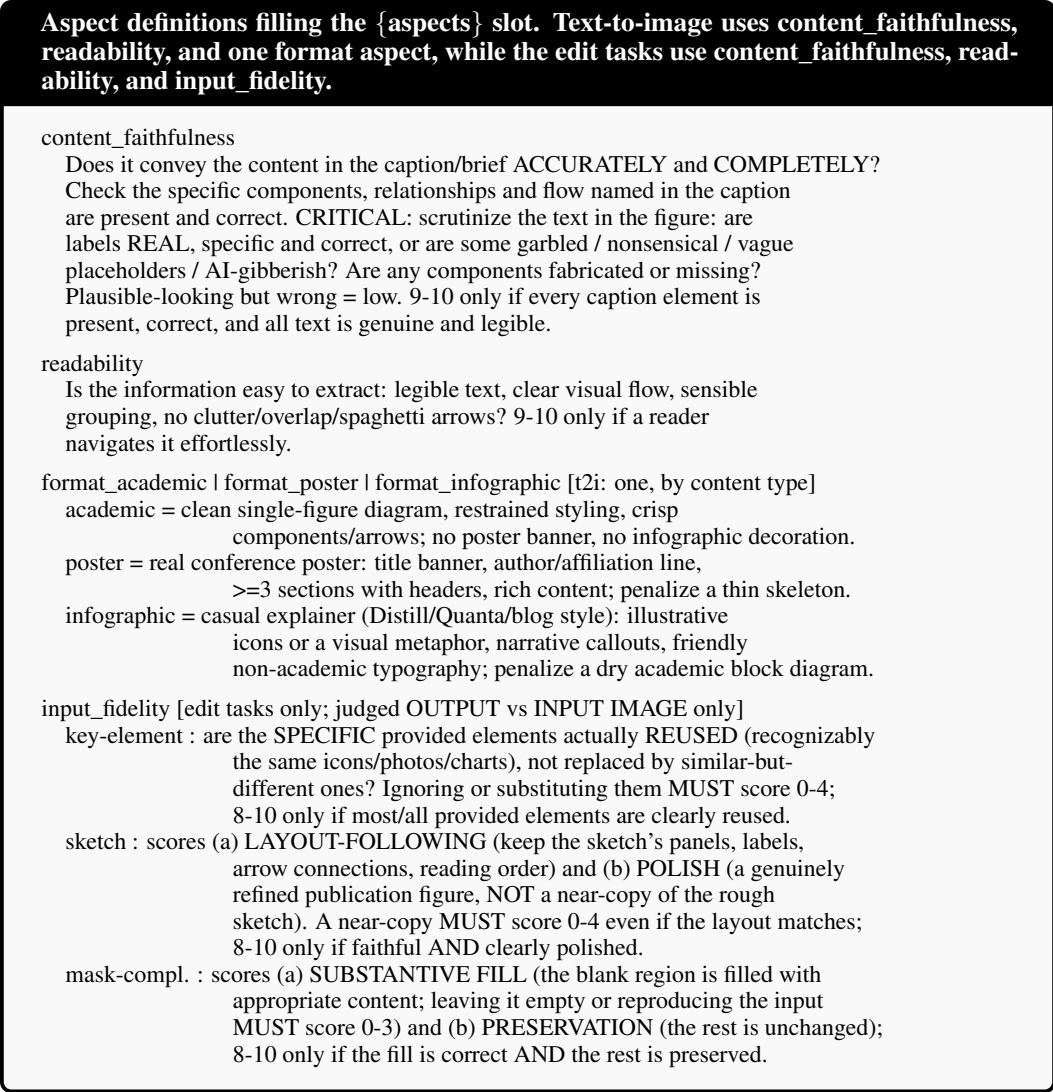 Aspect definitions filling the {aspects} slot. Text-to-image uses content_faithfulness,
readability, and one format aspect, while the edit tasks use content_faithfulness, read-
ability, and input_fidelity.
content_faithfulness
Does it convey the content in the caption/brief ACCURATELY and COMPLETELY?
Check the specific components, relationships and flow named in the caption
are present and correct. CRITICAL: scrutinize the text in the figure: are
labels REAL, specific and correct, or are some garbled / nonsensical / vague
placeholders / AI-gibberish? Are any components fabricated or missing?
Plausible-looking but wrong = low. 9-10 only if every caption element is
present, correct, and all text is genuine and legible.
readability
Is the information easy to extract: legible text, clear visual flow, sensible
grouping, no clutter/overlap/spaghetti arrows? 9-10 only if a reader
navigates it effortlessly.
format_academic | format_poster | format_infographic [t2i: one, by content type]
academic = clean single-figure diagram, restrained styling, crisp
components/arrows; no poster banner, no infographic decoration.
poster = real conference poster: title banner, author/affiliation line,
>=3 sections with headers, rich content; penalize a thin skeleton.
infographic = casual explainer (Distill/Quanta/blog style): illustrative
icons or a visual metaphor, narrative callouts, friendly
non-academic typography; penalize a dry academic block diagram.
input_fidelity [edit tasks only; judged OUTPUT vs INPUT IMAGE only]
key-element : are the SPECIFIC provided elements actually REUSED (recognizably
the same icons/photos/charts), not replaced by similar-but-
different ones? Ignoring or substituting them MUST score 0-4;
8-10 only if most/all provided elements are clearly reused.
sketch : scores (a) LAYOUT-FOLLOWING (keep the sketch's panels, labels,
arrow connections, reading order) and (b) POLISH (a genuinely
refined publication figure, NOT a near-copy of the rough
sketch). A near-copy MUST score 0-4 even if the layout matches;
8-10 only if faithful AND clearly polished.
mask-compl. : scores (a) SUBSTANTIVE FILL (the blank region is filled with
appropriate content; leaving it empty or reproducing the input
MUST score 0-3) and (b) PRESERVATION (the rest is unchanged);
8-10 only if the fill is correct AND the rest is preserved.